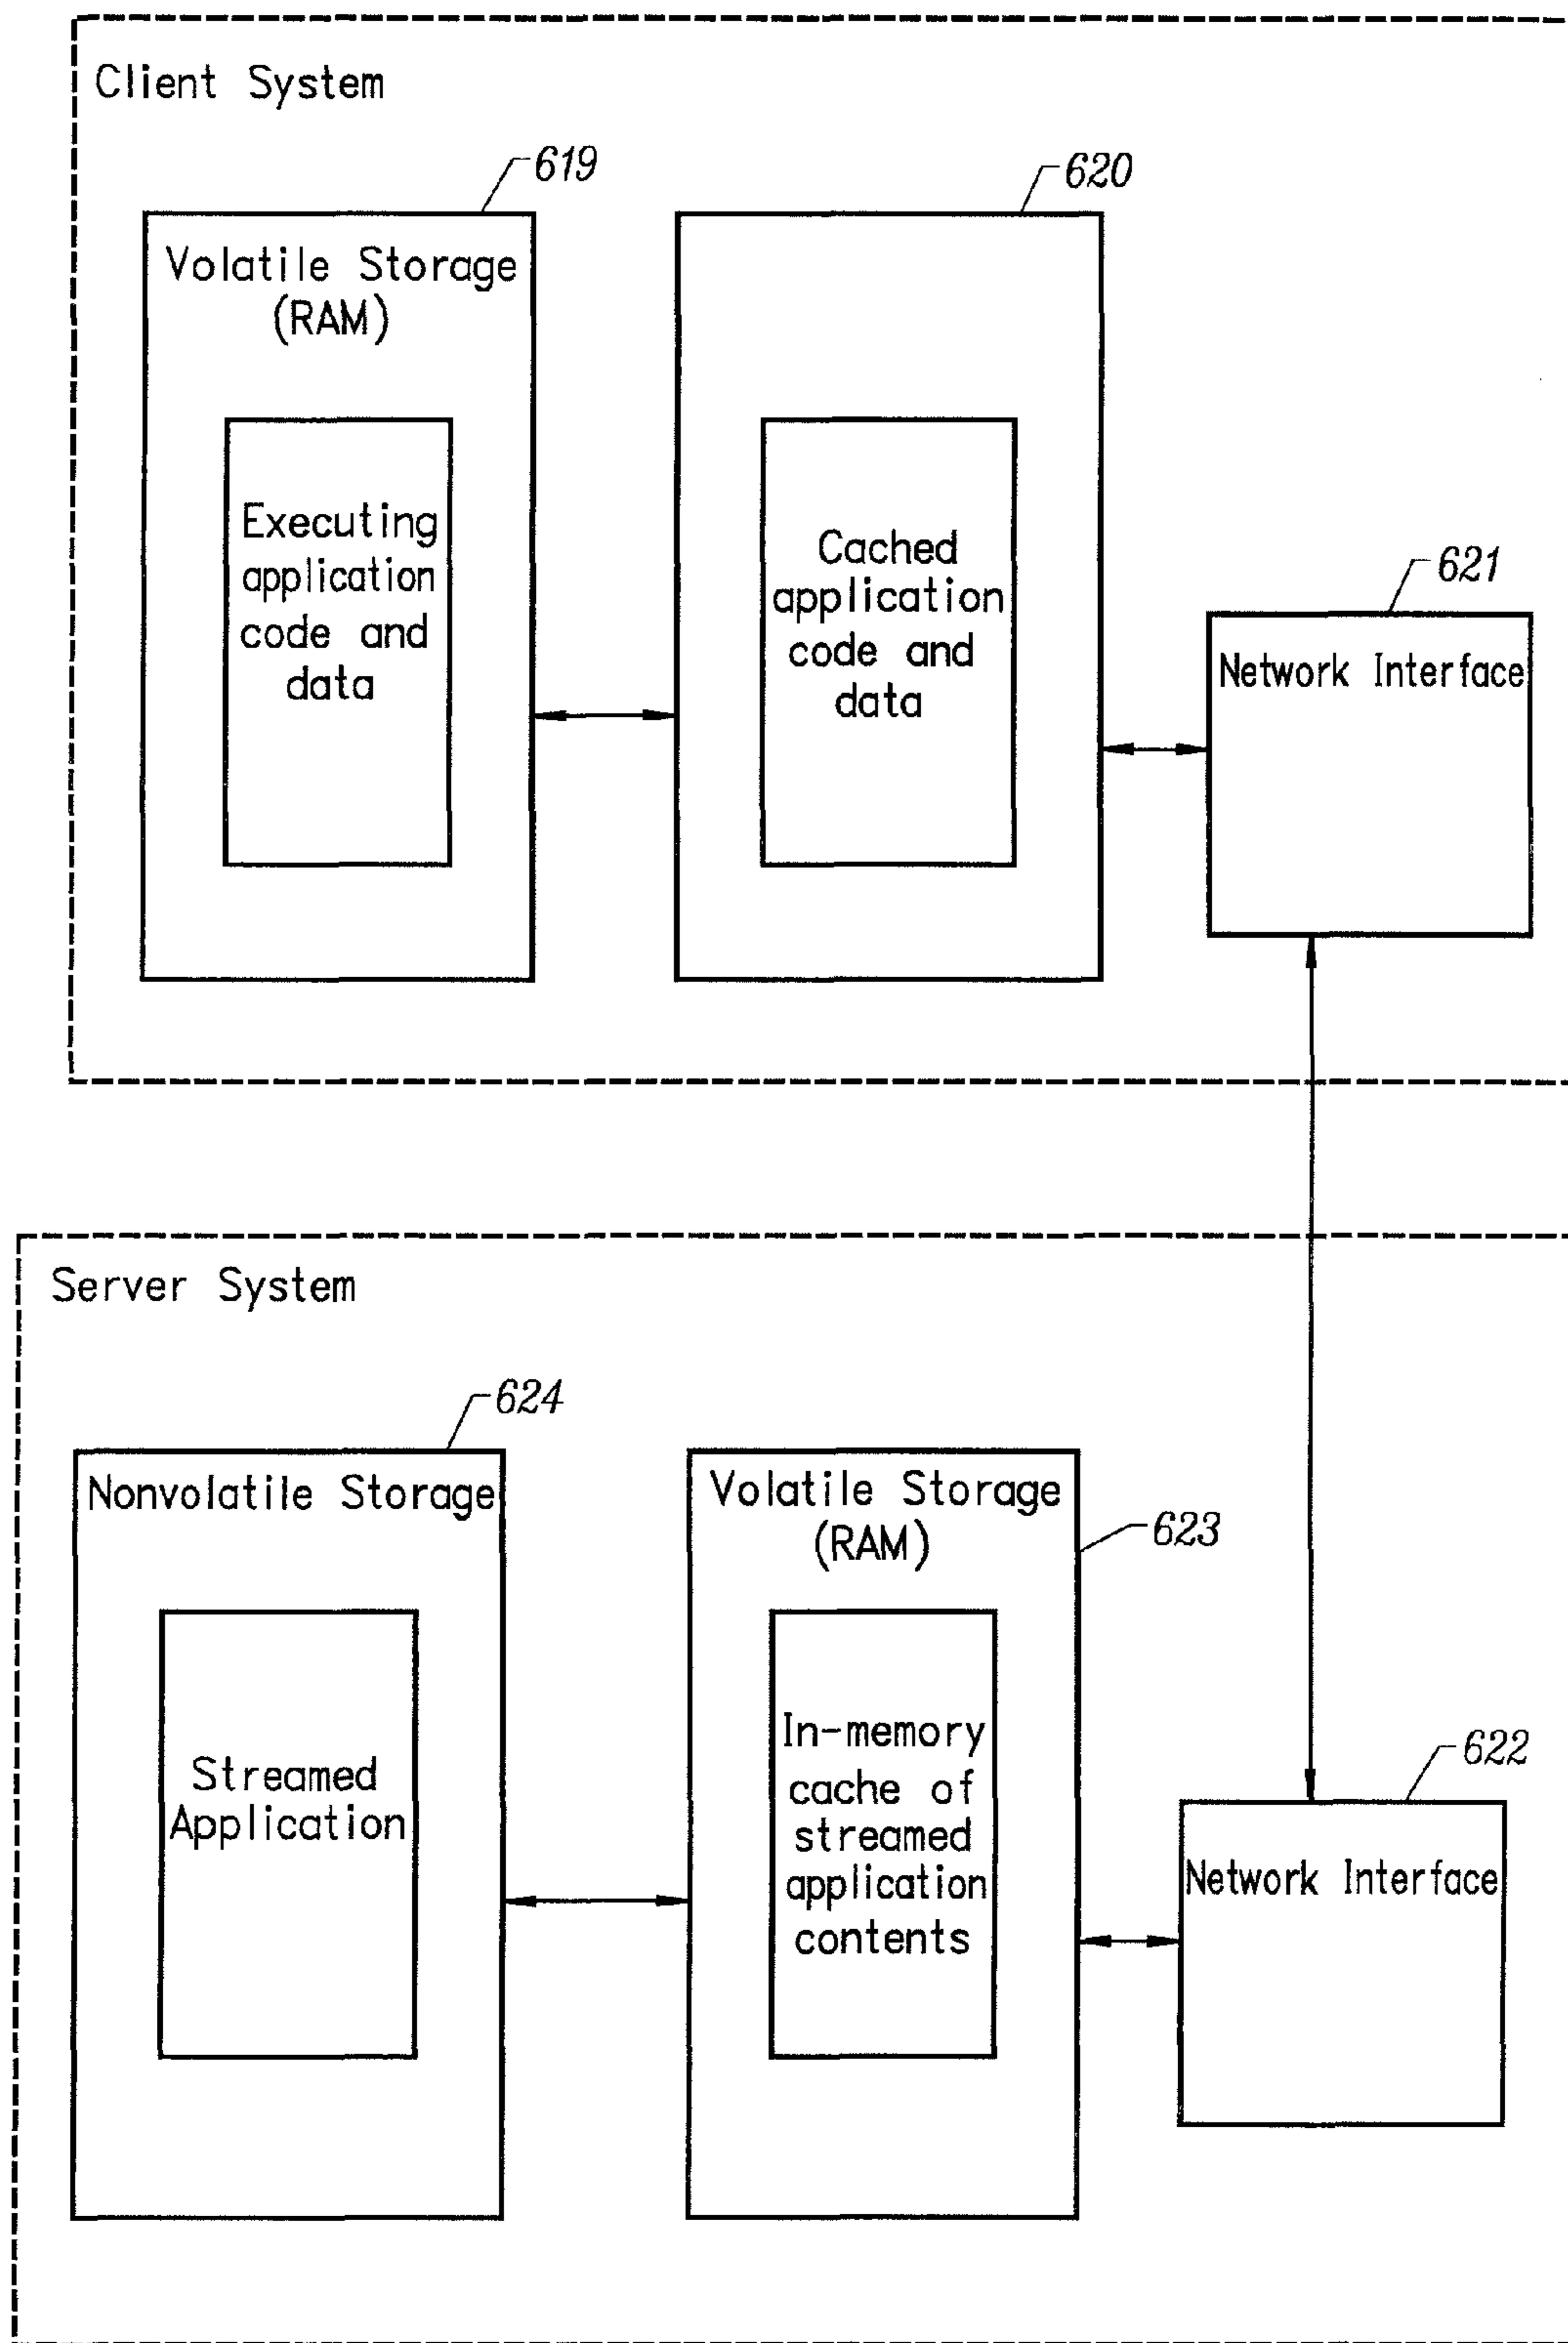 Client System
619
620
Volatile Storage
(RAM)
Executing
application
code and
data
Cached
application
code and
data
621
Network Interface
Server System
624
Nonvolatile Storage
Volatile Storage
(RAM)
623
Streamed
Application
In-memory
cache of
streamed
application
contents
622
Network Interface